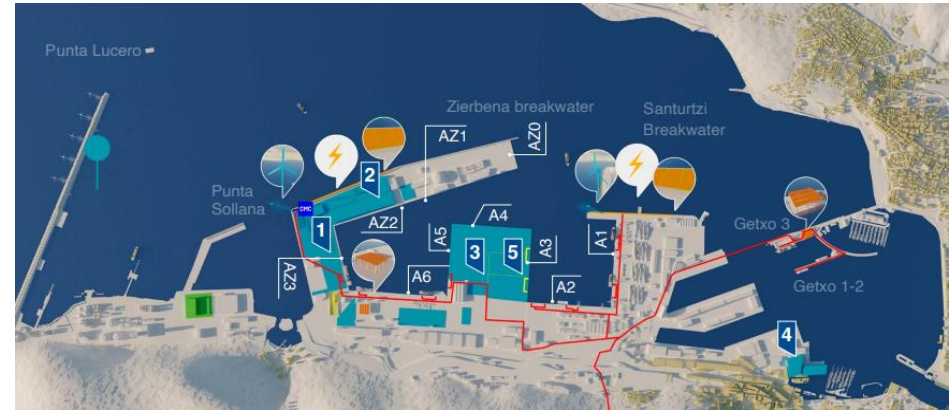 Punta Lucero
Zierbena breakwater
Santurtzi
Breakwater
AZ1
AZ0
2
Punta
Sollana
CMC
1
AZ2
A4
A5
3
5
A3
A1
Getxo 3
AZ3
A6
A2
Getxo 1-2
4